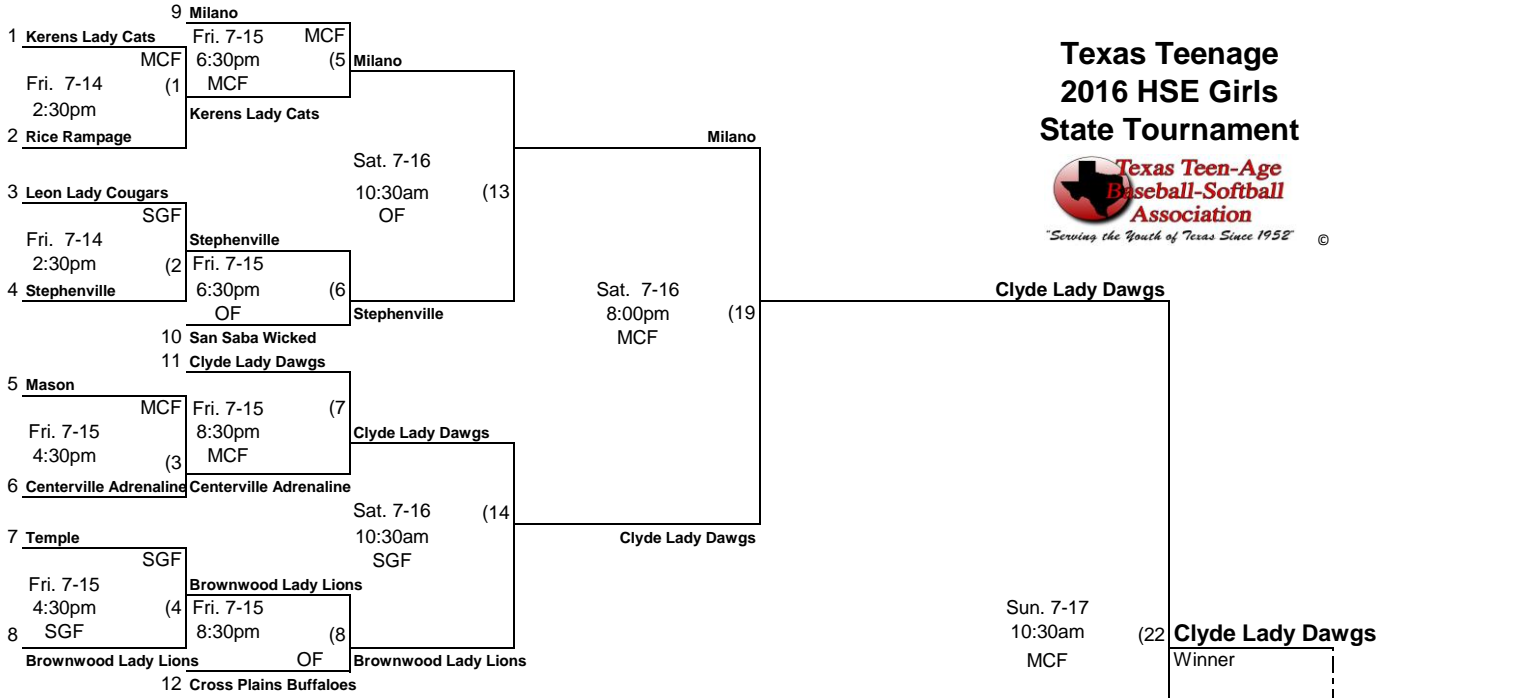 9 Milano
1 Kerens Lady Cats Fri. 7-15 MCF
MCF 6:30pm (5 Milano
Fri. 7-14 (1 MCF
2:30pm Kerens Lady Cats
2 Rice Rampage
Milano
Texas Teenage
2016 HSE Girls
State Tournament
Texas Teen-Age
Baseball-Softball
Association
"Serving the Youth of Texas Since 1952"
©
Sat. 7-16
10:30am (13
OF
3 Leon Lady Cougars
SGF
Fri. 7-14 Stephenville
2:30pm (2 Fri. 7-15
4 Stephenville 6:30pm (6
OF Stephenville
10 San Saba Wicked
Sat. 7-16
8:00pm (19
MCF
Clyde Lady Dawgs
11 Clyde Lady Dawgs
5 Mason
MCF Fri. 7-15 (7
Fri. 7-15 8:30pm Clyde Lady Dawgs
4:30pm (3 MCF
6 Centerville Adrenaline Centerville Adrenaline
Sat. 7-16 (14
10:30am
SGF
Clyde Lady Dawgs
7 Temple
SGF
Fri. 7-15 Brownwood Lady Lions
4:30pm (4 Fri. 7-15
8 SGF 8:30pm (8
Brownwood Lady Lions OF Brownwood Lady Lions
12 Cross Plains Buffaloes
Sun. 7-17
10:30am (22 Clyde Lady Dawgs
MCF Winner